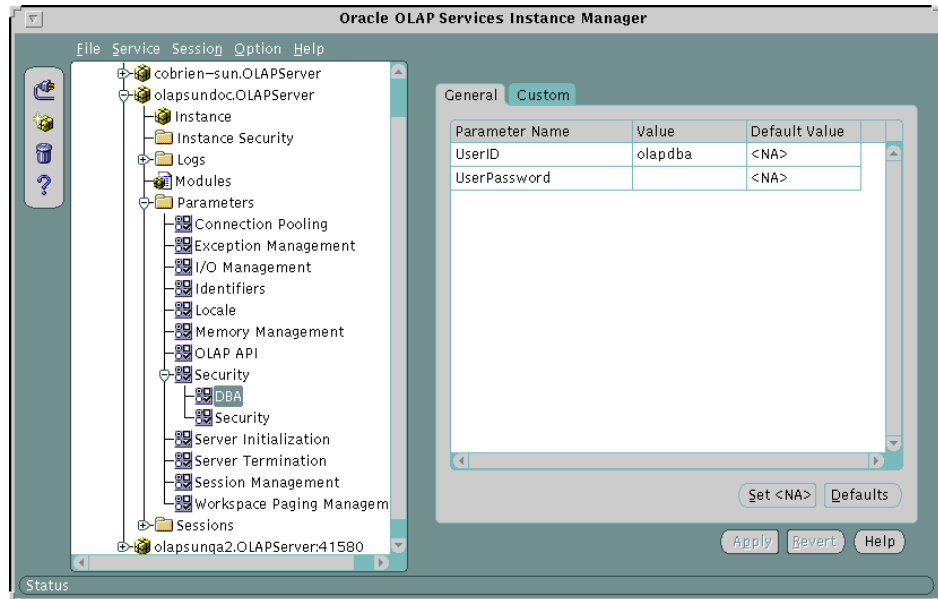 Oracle OLAP Services Instance Manager
File Service Session Option Help
cobrien-sun.OLAPServer
olapsundoc.OLAPServer
Instance
Instance Security
Logs
Modules
Parameters
Connection Pooling
Exception Management
I/O Management
Identifiers
Locale
Memory Management
OLAP API
Security
DBA
Security
Server Initialization
Server Termination
Session Management
Workspace Paging Managem
Sessions
olapsunqa2.OLAPServer:41580
General Custom
Parameter Name Value Default Value
UserID olapdba <NA>
UserPassword <NA>
Set <NA> Defaults
Apply Revert Help
Status